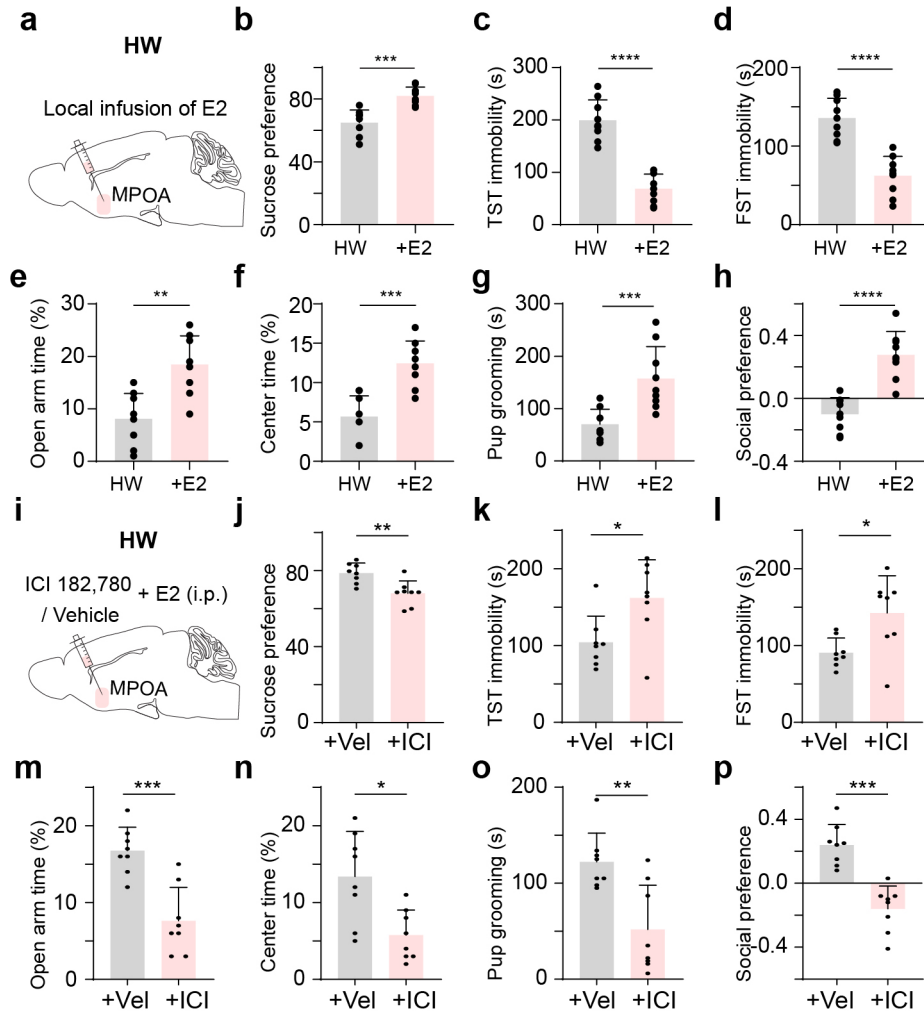 a
HW
Local infusion of E2
MPOA
b
Sucrose preference
80
60
0
***
HW +E2
c
TST immobility (s)
300
200
100
0
****
HW +E2
d
FST immobility (s)
200
100
0
****
HW +E2
e
Open arm time (%)
30
20
10
0
**
HW +E2
f
Center time (%)
20
15
10
5
0
***
HW +E2
g
Pup grooming (s)
300
200
100
0
***
HW +E2
h
Social preference
0.4
0.0
-0.4
****
HW +E2
i
HW
ICI 182,780
/ Vehicle
+ E2 (i.p.)
MPOA
j
Sucrose preference
80
60
0
**
+Vel +ICI
k
TST immobility (s)
200
100
0
*
+Vel +ICI
l
FST immobility (s)
200
100
0
*
+Vel +ICI
m
Open arm time (%)
20
10
0
***
+Vel +ICI
n
Center time (%)
20
10
0
*
+Vel +ICI
o
Pup grooming (s)
200
100
0
**
+Vel +ICI
p
Social preference
0.4
0.0
-0.4
***
+Vel +ICI